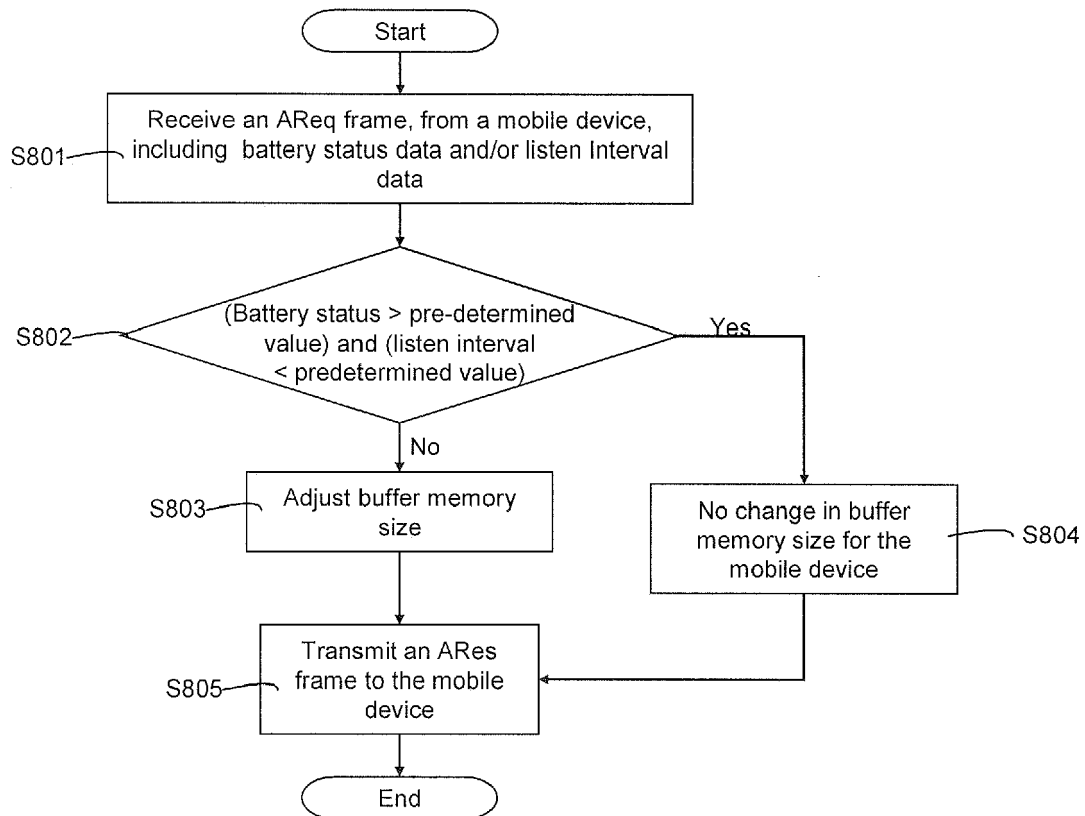 Start
S801
Receive an AReq frame, from a mobile device,
including battery status data and/or listen Interval
data
S802
(Battery status > pre-determined
value) and (listen interval
< predetermined value)
Yes
No
S803
Adjust buffer memory
size
No change in buffer
memory size for the
mobile device
S804
S805
Transmit an ARes
frame to the mobile
device
End